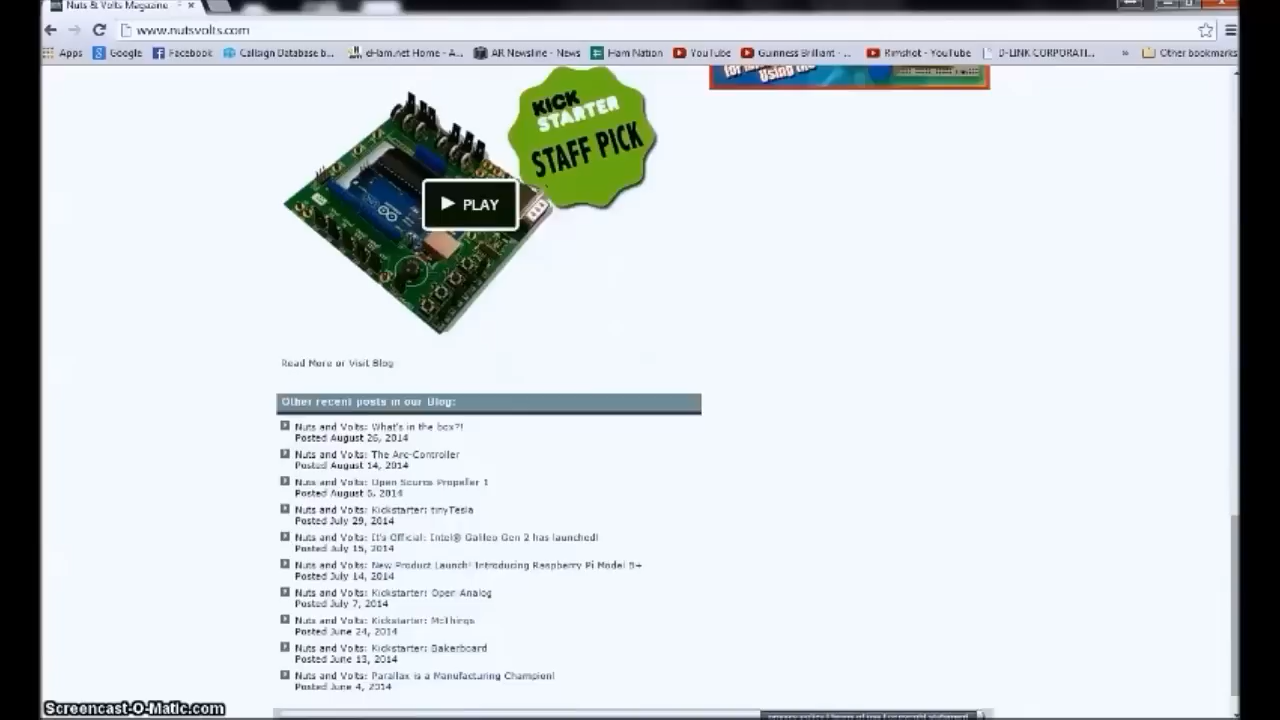 Nuts & Volts Magazine
www.nutsvolts.com
Apps Google Facebook Callsign Database b... eHam.net Home - A... AR Newsline - News Ham Nation YouTube Guinness Brilliant - ... Rimshot - YouTube D-LINK CORPORATI... » Other bookmarks
KICK
STARTER
STAFF PICK
PLAY
Read More or Visit Blog
Other recent posts in our Blog:
Nuts and Volts: What's in the box?!
Posted August 26, 2014
Nuts and Volts: The Arc-Controller
Posted August 14, 2014
Nuts and Volts: Open Source Propeller 1
Posted August 6, 2014
Nuts and Volts: Kickstarter: tinyTesla
Posted July 29, 2014
Nuts and Volts: It's Official: Intel® Galileo Gen 2 has launched!
Posted July 15, 2014
Nuts and Volts: New Product Launch! Introducing Raspberry Pi Model B+
Posted July 14, 2014
Nuts and Volts: Kickstarter: Open Analog
Posted July 7, 2014
Nuts and Volts: Kickstarter: McThings
Posted June 24, 2014
Nuts and Volts: Kickstarter: Bakerboard
Posted June 13, 2014
Nuts and Volts: Parallax is a Manufacturing Champion!
Posted June 4, 2014
Screencast-O-Matic.com